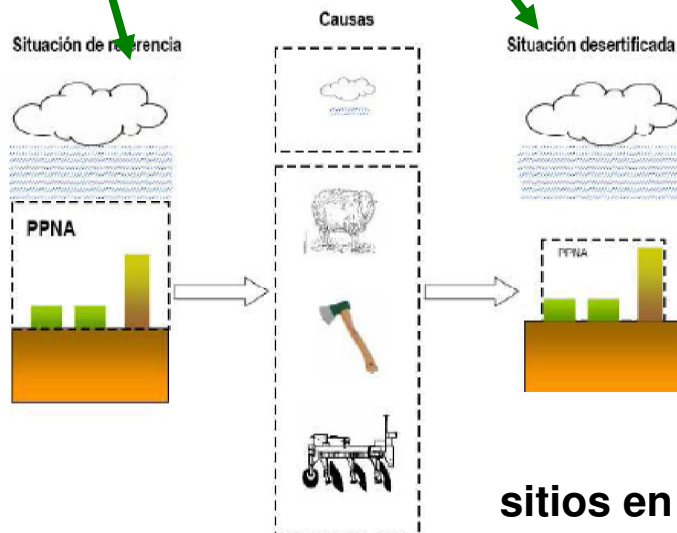 Causas
Situación de referencia
Situación desertificada
PPNA
PPNA
sitios en